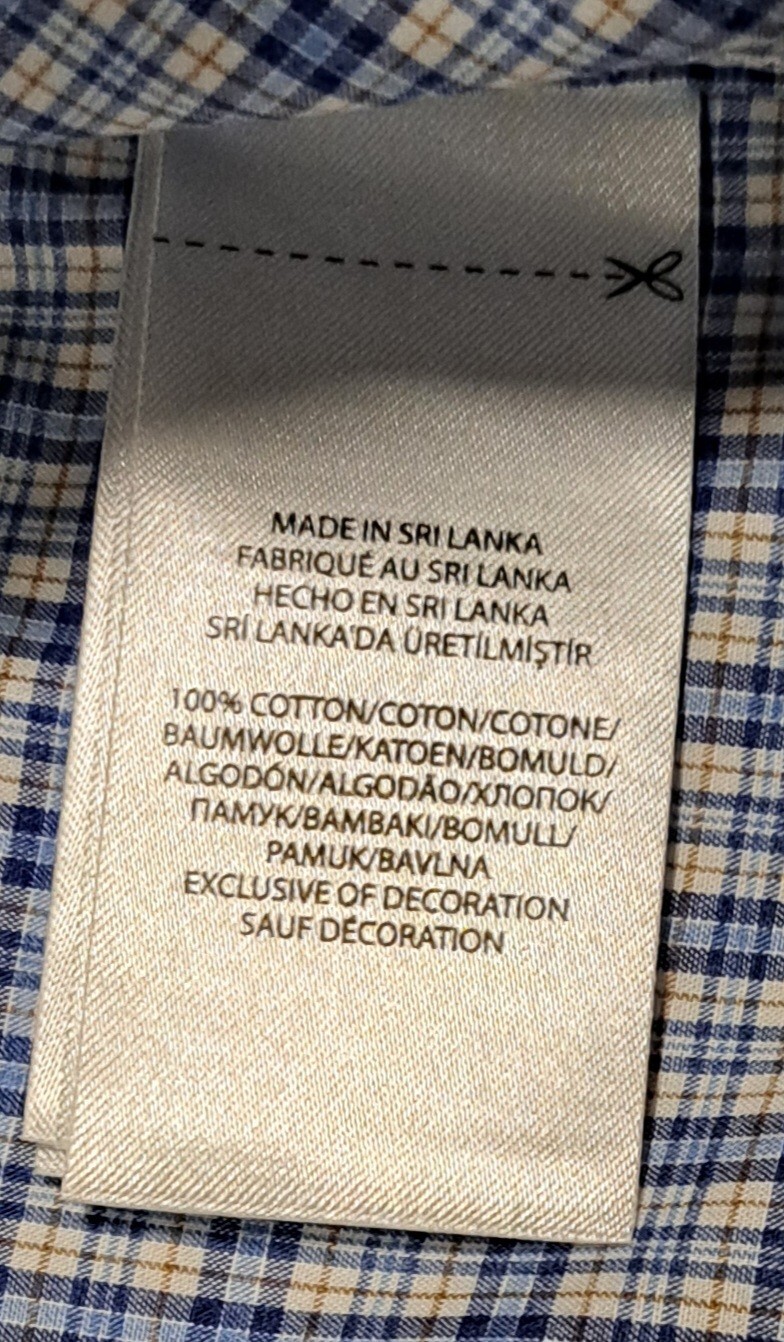 MADE IN SRI LANKA
FABRIQUÉ AU SRI LANKA
HECHO EN SRI LANKA
SRİ LANKA'DA ÜRETİLMİŞTİR
100% COTTON/COTON/COTONE/
BAUMWOLLE/KATOEN/BOMULD/
ALGODÓN/ALGODÃO/ХЛОПОК/
ПАМУК/BAMBAKI/BOMULL/
PAMUK/BAVLNA
EXCLUSIVE OF DECORATION
SAUF DÉCORATION